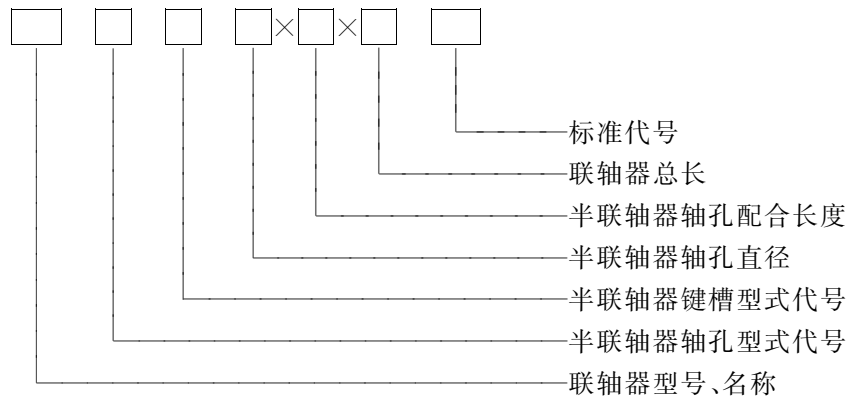 □ □ □ □×□×□ □
标准代号
联轴器总长
半联轴器轴孔配合长度
半联轴器轴孔直径
半联轴器键槽型式代号
半联轴器轴孔型式代号
联轴器型号、名称